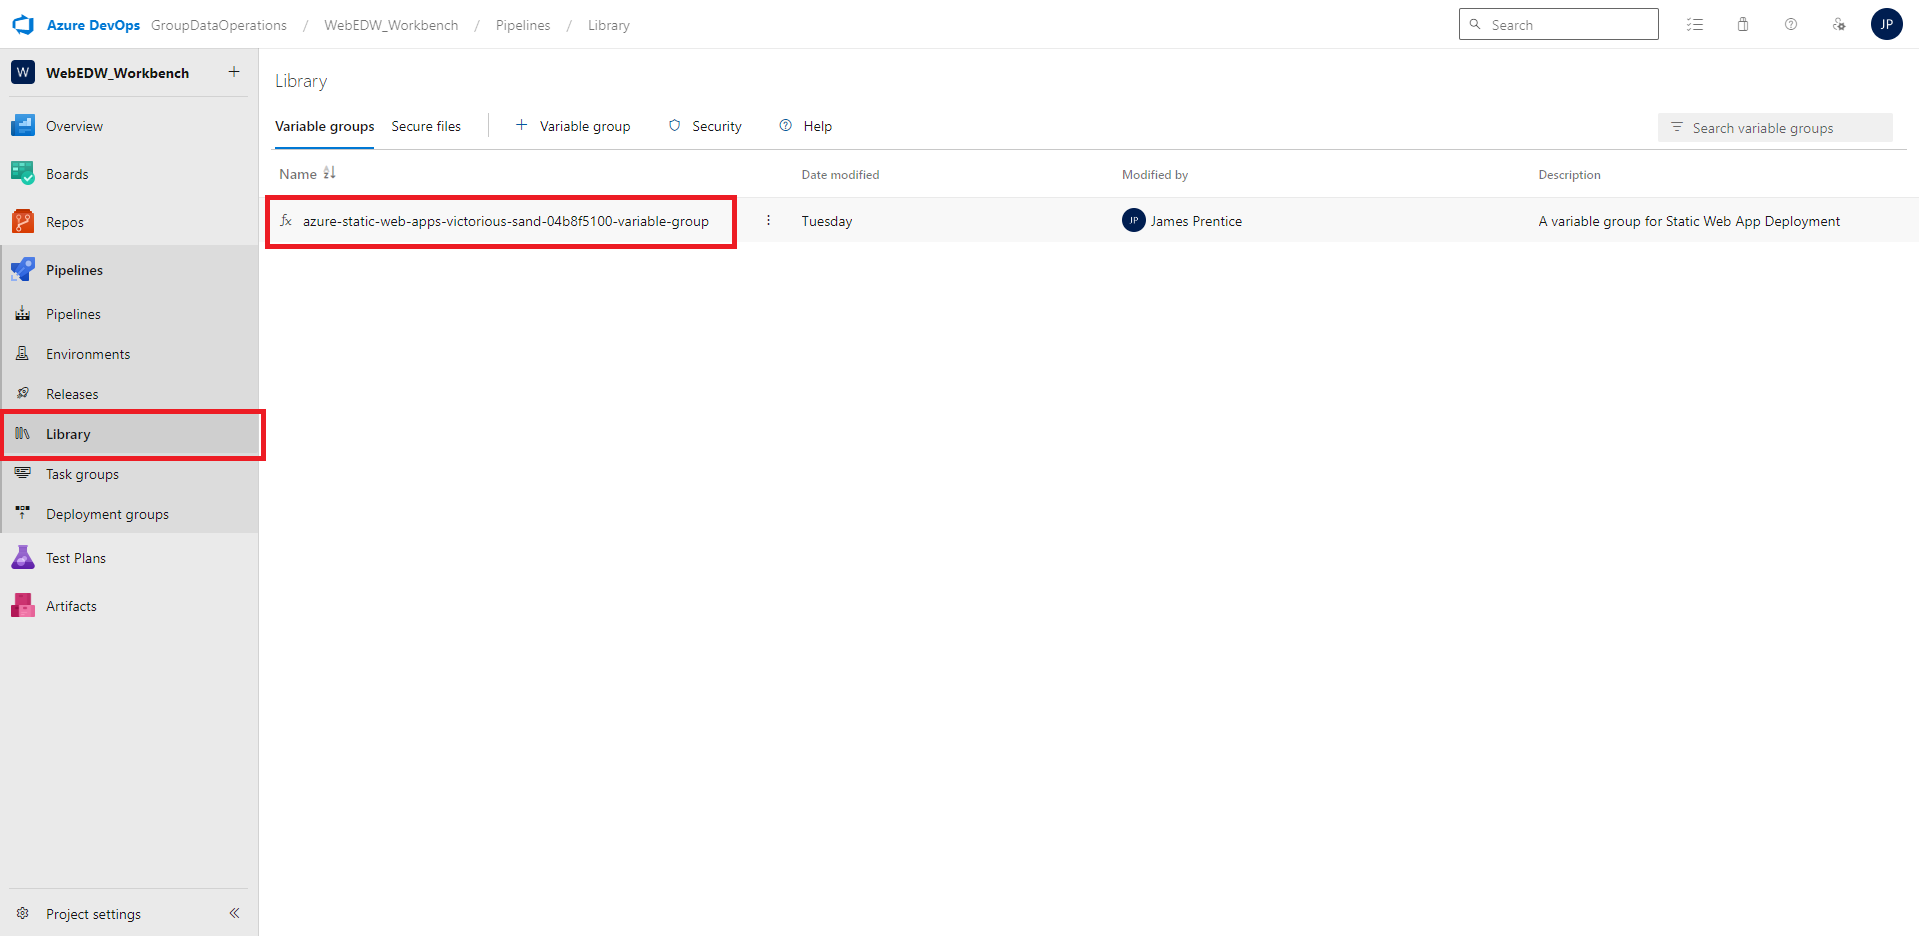 Azure DevOps GroupDataOperations / WebEDW_Workbench / Pipelines / Library
Search
JP
W WebEDW_Workbench +
Overview
Boards
Repos
Pipelines
Pipelines
Environments
Releases
Library
Task groups
Deployment groups
Test Plans
Artifacts
Project settings
Library
Variable groups Secure files + Variable group Security Help
Search variable groups
Name Date modified Modified by Description
fx azure-static-web-apps-victorious-sand-04b8f5100-variable-group Tuesday JP James Prentice A variable group for Static Web App Deployment